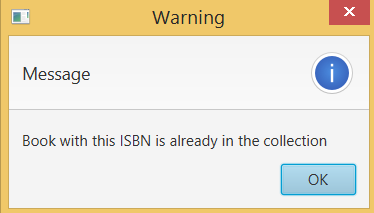 Warning
Message
Book with this ISBN is already in the collection
OK